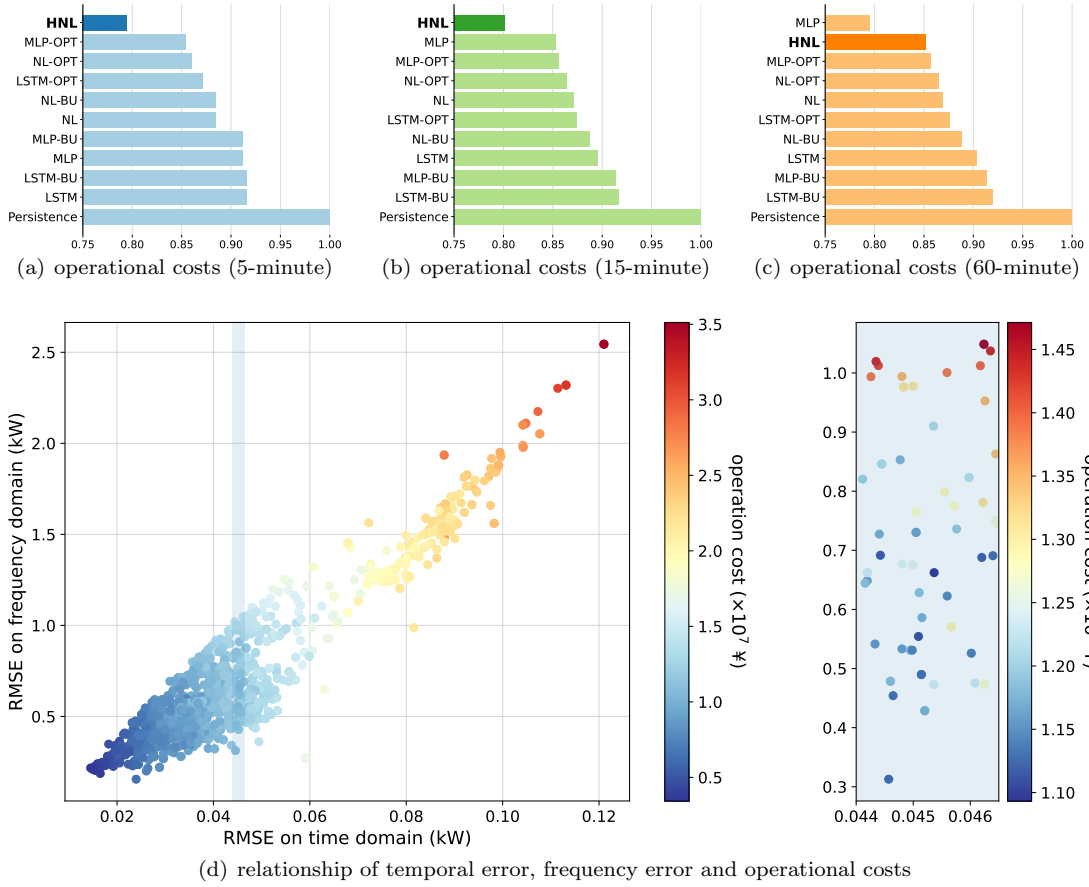 HNL
MLP-OPT
NL-OPT
LSTM-OPT
NL-BU
NL
MLP-BU
MLP
LSTM-BU
LSTM
Persistence
0.75 0.80 0.85 0.90 0.95 1.00
(a) operational costs (5-minute)
HNL
MLP
MLP-OPT
NL-OPT
NL
LSTM-OPT
NL-BU
LSTM
MLP-BU
LSTM-BU
Persistence
0.75 0.80 0.85 0.90 0.95 1.00
(b) operational costs (15-minute)
MLP
HNL
MLP-OPT
NL-OPT
NL
LSTM-OPT
NL-BU
LSTM
MLP-BU
LSTM-BU
Persistence
0.75 0.80 0.85 0.90 0.95 1.00
(c) operational costs (60-minute)
RMSE on frequency domain (kW)
2.5
2.0
1.5
1.0
0.5
0.02 0.04 0.06 0.08 0.10 0.12
RMSE on time domain (kW)
3.5
3.0
2.5
2.0
1.5
1.0
0.5
operation cost (×10⁷ ¥)
1.0
0.9
0.8
0.7
0.6
0.5
0.4
0.3
0.044 0.045 0.046
1.45
1.40
1.35
1.30
1.25
1.20
1.15
1.10
(d) relationship of temporal error, frequency error and operational costs